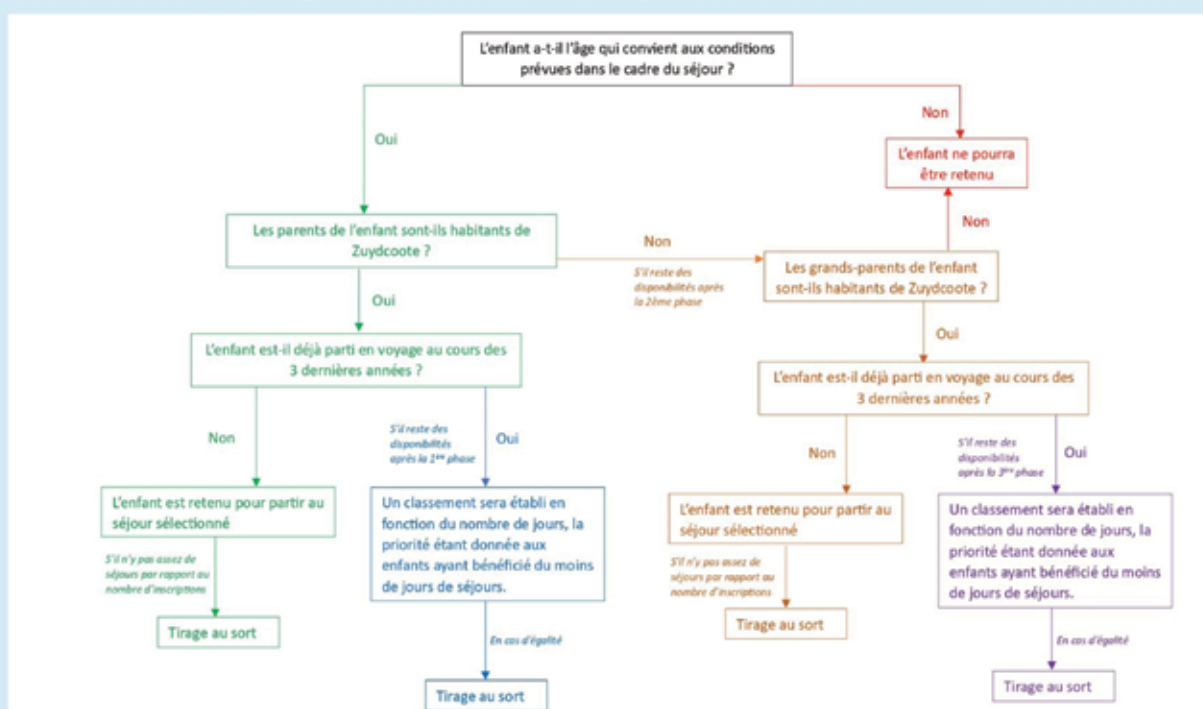 L'enfant a-t-il l'âge qui convient aux conditions
prévues dans le cadre du séjour ?
Oui
Non
L'enfant ne pourra
être retenu
Non
Les parents de l'enfant sont-ils habitants de
Zuydcoote ?
Non
S'il reste des
disponibilités après
la 2ème phase
Les grands-parents de l'enfant
sont-ils habitants de Zuydcoote ?
Oui
Oui
L'enfant est-il déjà parti en voyage au cours des
3 dernières années ?
L'enfant est-il déjà parti en voyage au cours des
3 dernières années ?
Non
S'il reste des
disponibilités
après la 1ère phase
Oui
Non
S'il reste des
disponibilités
après la 3ème phase
Oui
L'enfant est retenu pour partir au
séjour sélectionné
Un classement sera établi en
fonction du nombre de jours, la
priorité étant donnée aux
enfants ayant bénéficié du moins
de jours de séjours.
L'enfant est retenu pour partir au
séjour sélectionné
Un classement sera établi en
fonction du nombre de jours, la
priorité étant donnée aux
enfants ayant bénéficié du moins
de jours de séjours.
S'il n'y pas assez de
séjours par rapport au
nombre d'inscriptions
S'il n'y pas assez de
séjours par rapport au
nombre d'inscriptions
Tirage au sort
En cas d'égalité
Tirage au sort
Tirage au sort
En cas d'égalité
Tirage au sort